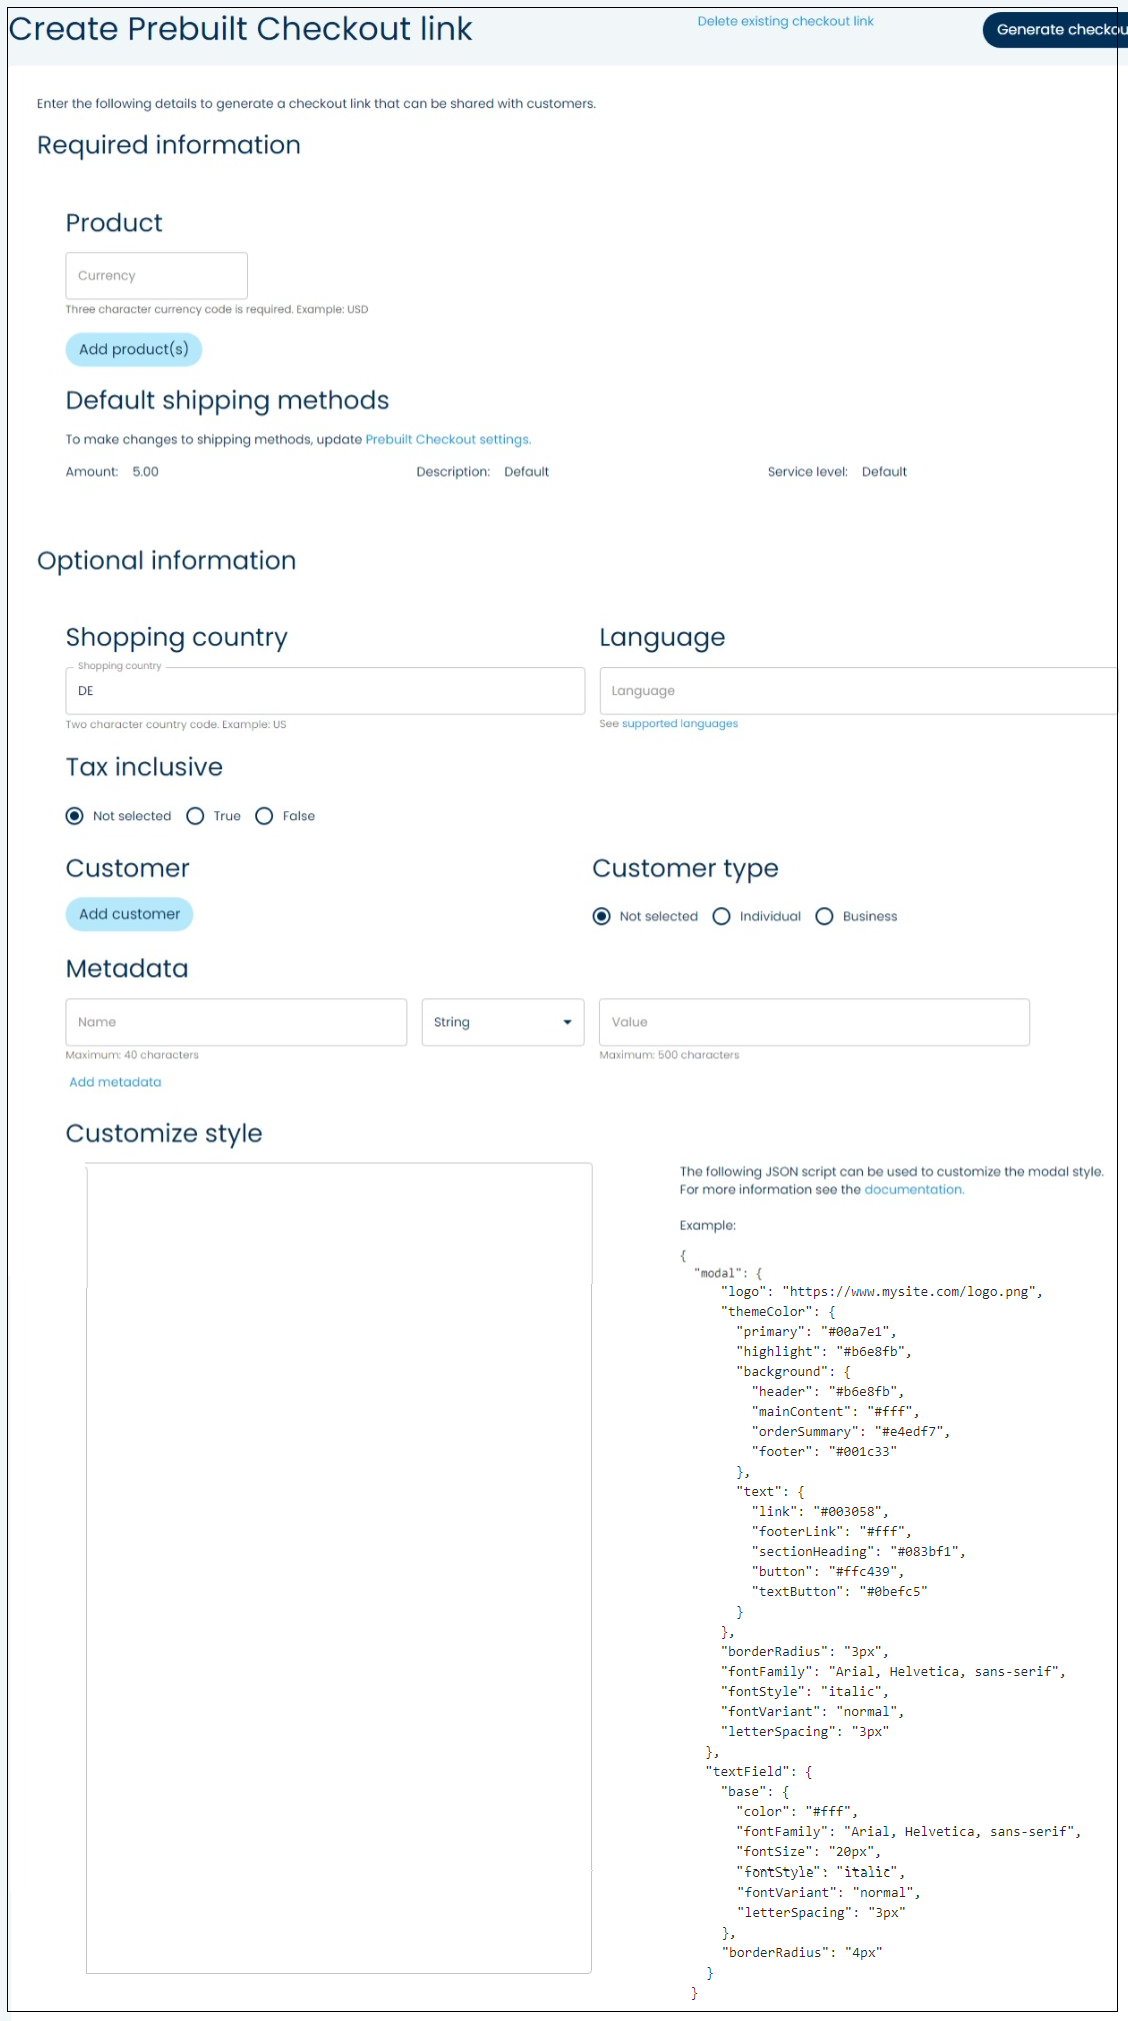 Create Prebuilt Checkout link
Delete existing checkout link
Generate checkou
Enter the following details to generate a checkout link that can be shared with customers.
Required information
Product
Currency
Three character currency code is required. Example: USD
Add product(s)
Default shipping methods
To make changes to shipping methods, update Prebuilt Checkout settings.
Amount: 5.00 Description: Default Service level: Default
Optional information
Shopping country Language
Shopping country
DE Language
Two character country code. Example: US See supported languages
Tax inclusive
Not selected True False
Customer Customer type
Add customer Not selected Individual Business
Metadata
Name String Value
Maximum: 40 characters Maximum: 500 characters
Add metadata
Customize style
The following JSON script can be used to customize the modal style.
For more information see the documentation.
Example:
{
"modal": {
"logo": "https://www.mysite.com/logo.png",
"themeColor": {
"primary": "#00a7e1",
"highlight": "#b6e8fb",
"background": {
"header": "#b6e8fb",
"mainContent": "#fff",
"orderSummary": "#e4edf7",
"footer": "#001c33"
},
"text": {
"link": "#003058",
"footerLink": "#fff",
"sectionHeading": "#083bf1",
"button": "#ffc439",
"textButton": "#0befc5"
}
},
"borderRadius": "3px",
"fontFamily": "Arial, Helvetica, sans-serif",
"fontStyle": "italic",
"fontVariant": "normal",
"letterSpacing": "3px"
},
"textField": {
"base": {
"color": "#fff",
"fontFamily": "Arial, Helvetica, sans-serif",
"fontSize": "20px",
"fontStyle": "italic",
"fontVariant": "normal",
"letterSpacing": "3px"
},
"borderRadius": "4px"
}
}